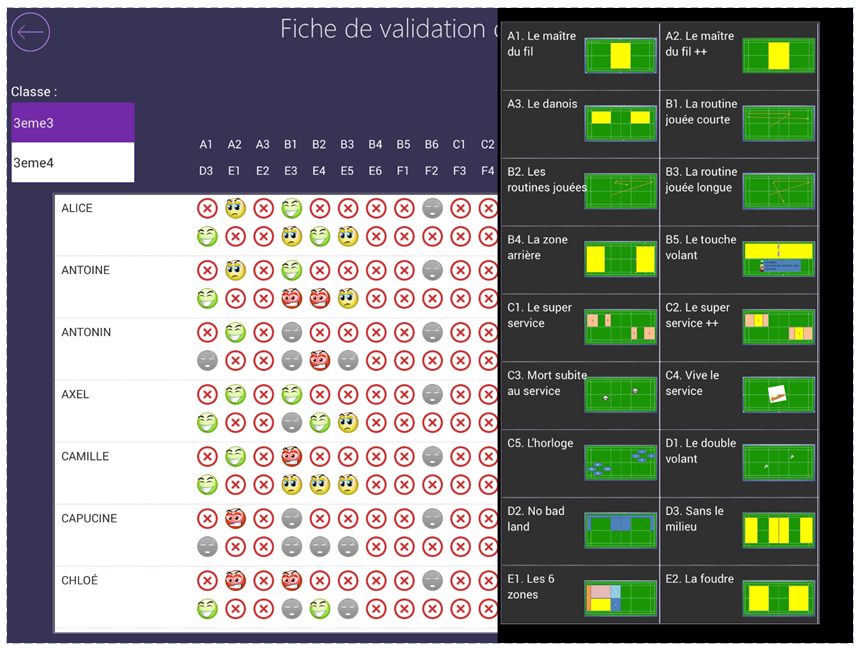 Fiche de validation
Classe :
3eme3
3eme4
A1 A2 A3 B1 B2 B3 B4 B5 B6 C1 C2
D3 E1 E2 E3 E4 E5 E6 F1 F2 F3 F4
ALICE
ANTOINE
ANTONIN
AXEL
CAMILLE
CAPUCINE
CHLOÉ
A1. Le maître
du fil
A2. Le maître
du fil ++
A3. Le danois
B1. La routine
jouée courte
B2. Les
routines jouées
B3. La routine
jouée longue
B4. La zone
arrière
B5. Le touche
volant
C1. Le super
service
C2. Le super
service ++
C3. Mort subite
au service
C4. Vive le
service
C5. L'horloge
D1. Le double
volant
D2. No bad
land
D3. Sans le
milieu
E1. Les 6
zones
E2. La foudre